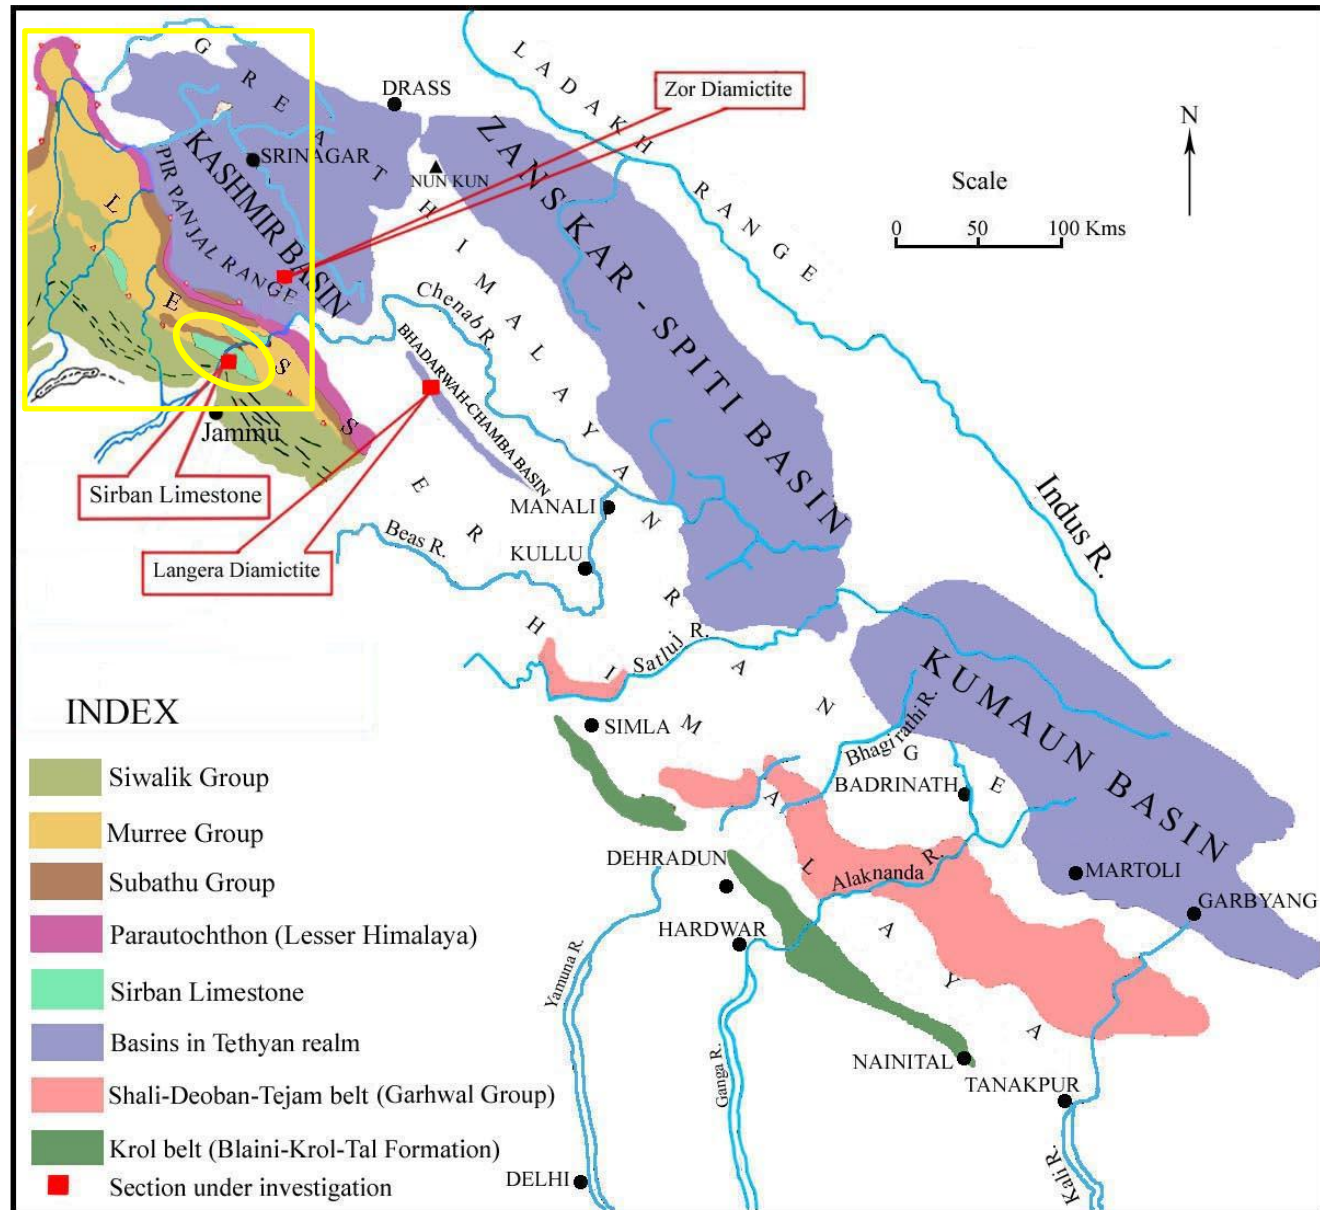 GREAT HIMALAYAN RANGE
LADAKH RANGE
DRASS
Zor Diamictite
N
SRINAGAR
KASHMIR BASIN
PIR PANJAL RANGE
NUN KUN
ZANSKAR-SPITI BASIN
Scale
0 50 100 Kms
LESSER HIMALAYA
Chenab R.
BHADARWAH-CHAMBA BASIN
Jammu
Sirban Limestone
Langera Diamictite
MANALI
Beas R.
KULLU
Indus R.
Satluj R.
SIMLA
KUMAUN BASIN
Bhagirathi R.
BADRINATH
DEHRADUN
Alaknanda R.
MARTOLI
GARBYANG
HARDWAR
Yamuna R.
Ganga R.
NAINITAL
TANAKPUR
Kali R.
DELHI
INDEX
Siwalik Group
Murree Group
Subathu Group
Parautochthon (Lesser Himalaya)
Sirban Limestone
Basins in Tethyan realm
Shali-Deoban-Tejam belt (Garhwal Group)
Krol belt (Blaini-Krol-Tal Formation)
Section under investigation